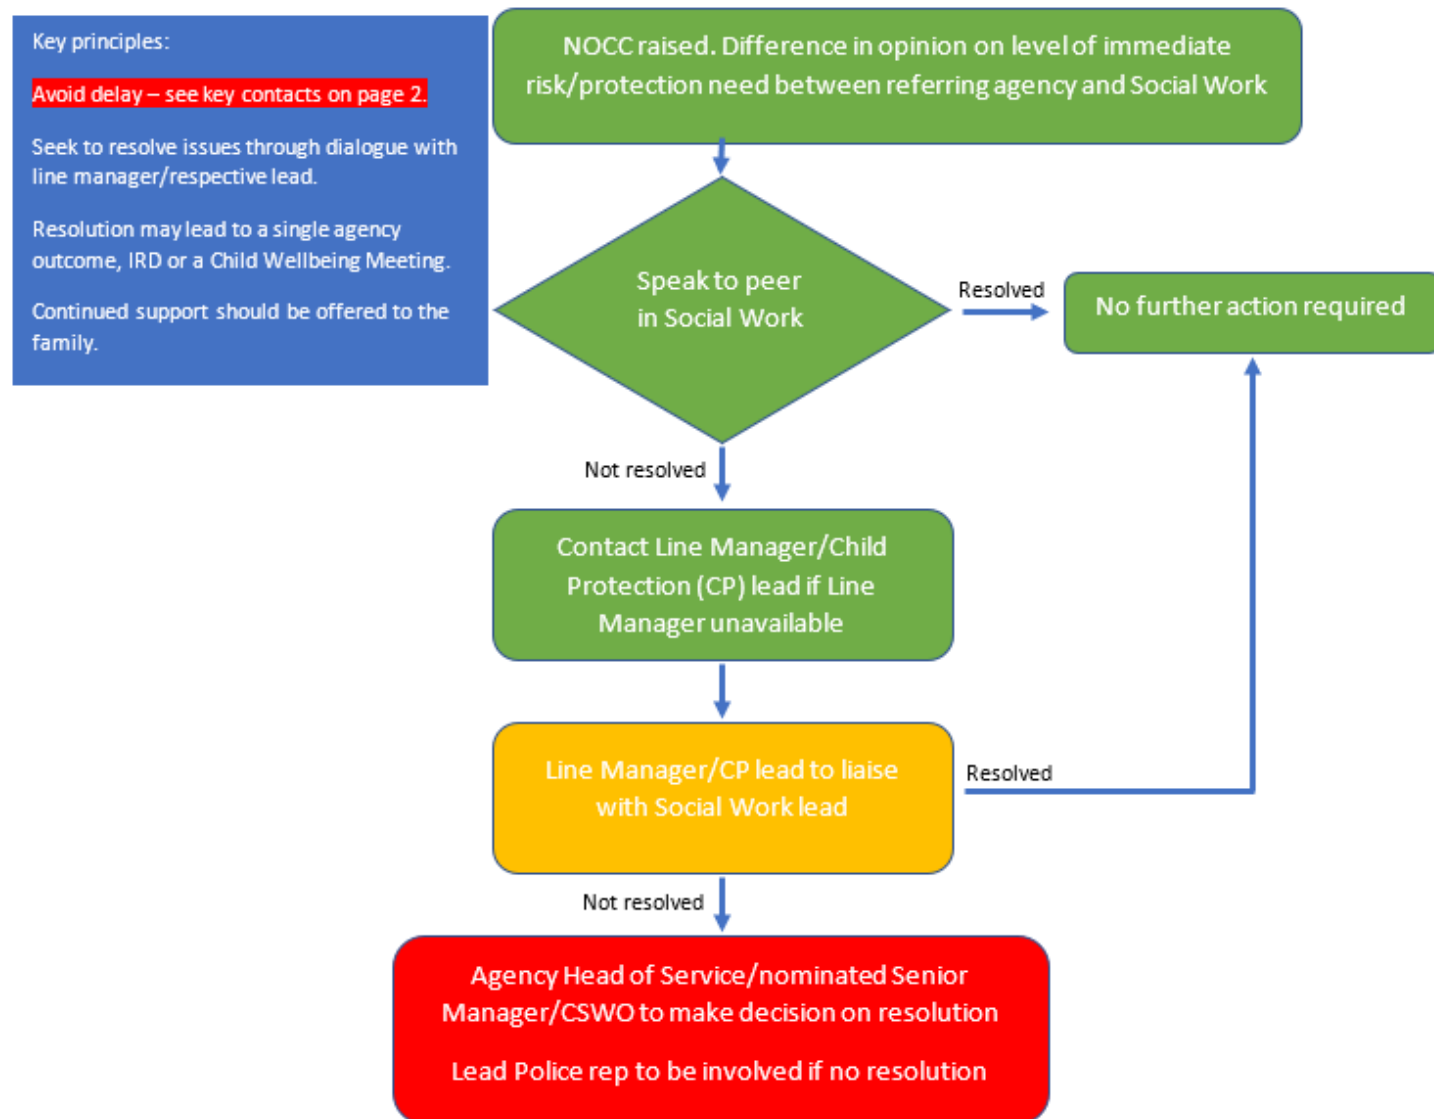 Key principles:
Avoid delay – see key contacts on page 2.
Seek to resolve issues through dialogue with
line manager/respective lead.
Resolution may lead to a single agency
outcome, IRD or a Child Wellbeing Meeting.
Continued support should be offered to the
family.
NOCC raised. Difference in opinion on level of immediate
risk/protection need between referring agency and Social Work
Speak to peer
in Social Work
Resolved
No further action required
Not resolved
Contact Line Manager/Child
Protection (CP) lead if Line
Manager unavailable
Line Manager/CP lead to liaise
with Social Work lead
Resolved
Not resolved
Agency Head of Service/nominated Senior
Manager/CSWO to make decision on resolution
Lead Police rep to be involved if no resolution